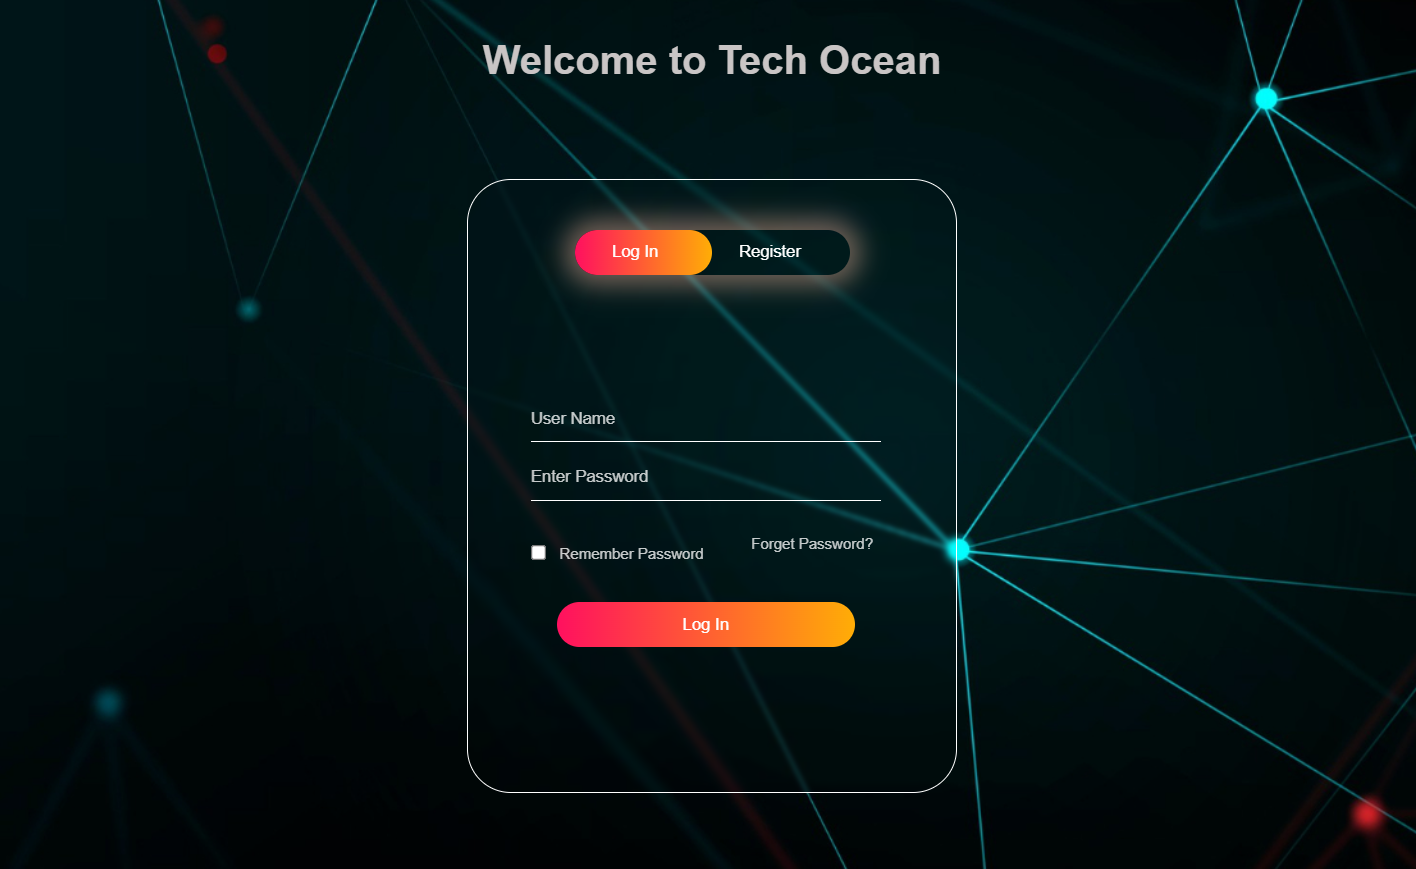 Welcome to Tech Ocean
Log In Register
User Name
Enter Password
Remember Password Forget Password?
Log In